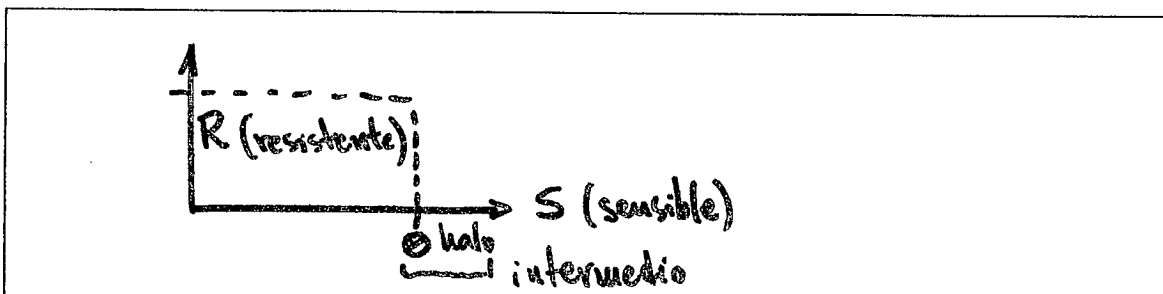 R (resistente)
S (sensible)
⊖ halo
intermedio